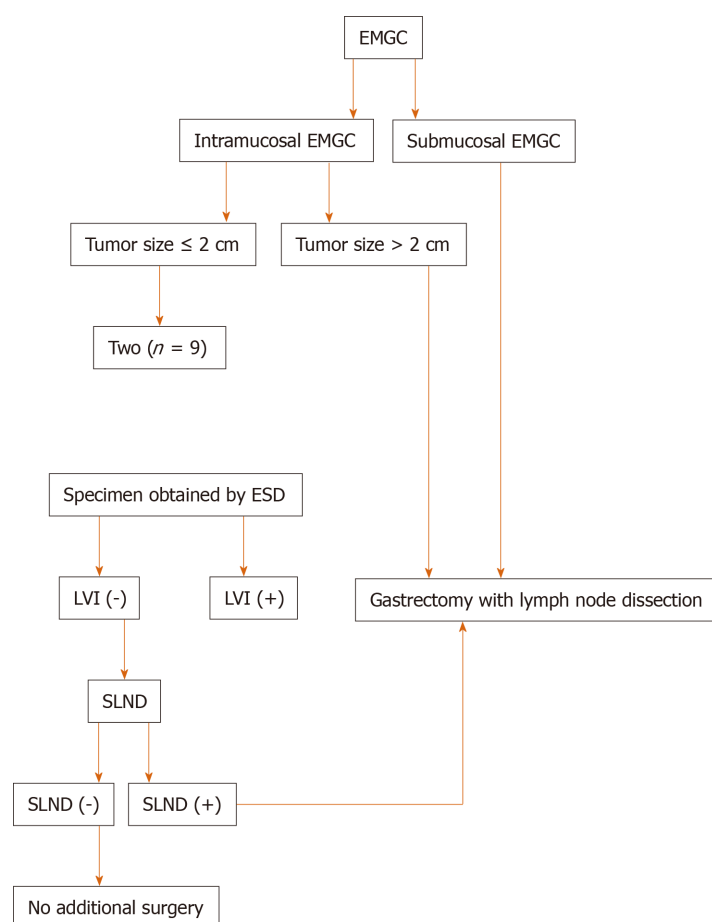 EMGC
Intramucosal EMGC
Submucosal EMGC
Tumor size ≤ 2 cm
Tumor size > 2 cm
Two (n = 9)
Specimen obtained by ESD
LVI (-)
LVI (+)
Gastrectomy with lymph node dissection
SLND
SLND (-)
SLND (+)
No additional surgery